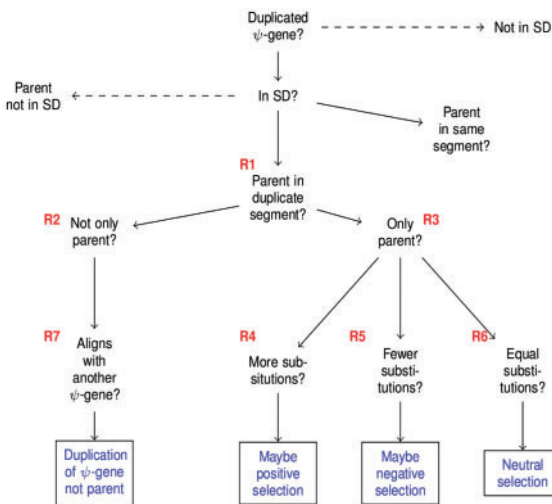 Duplicated
ψ-gene?
Not in SD
Parent
not in SD
In SD?
Parent
in same
segment?
R1
Parent in
duplicate
segment?
R2
Not only
parent?
Only
parent?
R3
R7
Aligns
with
another
ψ-gene?
R4
More sub-
situtions?
R5
Fewer
substi-
tutions?
R6
Equal
substi-
tutions?
Duplication
of ψ-gene
not parent
Maybe
positive
selection
Maybe
negative
selection
Neutral
selection